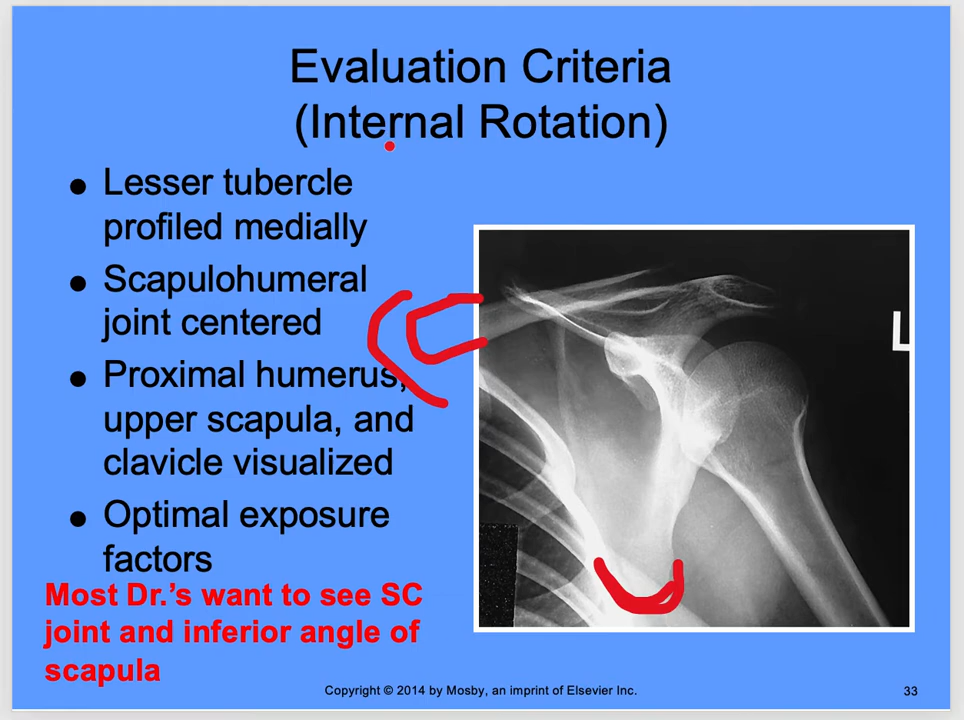 Evaluation Criteria
(Internal Rotation)
• Lesser tubercle
profiled medially
• Scapulohumeral
joint centered
• Proximal humerus,
upper scapula, and
clavicle visualized
• Optimal exposure
factors
Most Dr.’s want to see SC
joint and inferior angle of
scapula
L
Copyright © 2014 by Mosby, an imprint of Elsevier Inc.
33